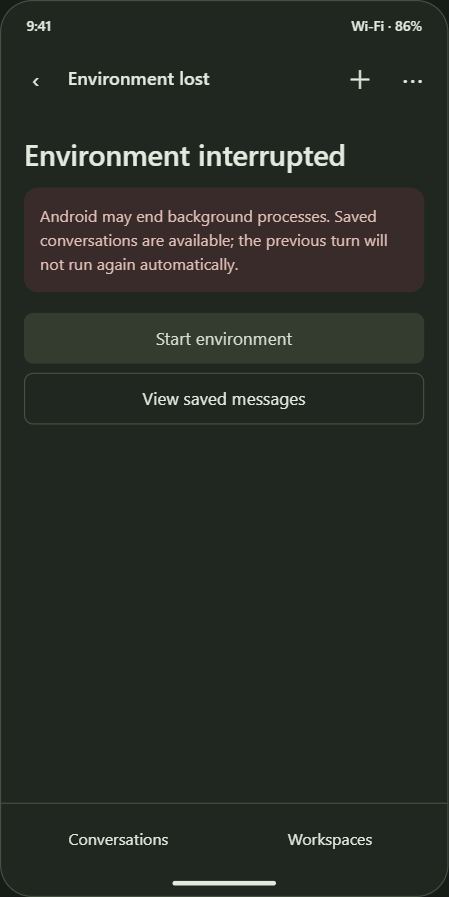 9:41 Wi-Fi · 86%
‹ Environment lost + ...
Environment interrupted
Android may end background processes. Saved
conversations are available; the previous turn will
not run again automatically.
Start environment
View saved messages
Conversations Workspaces